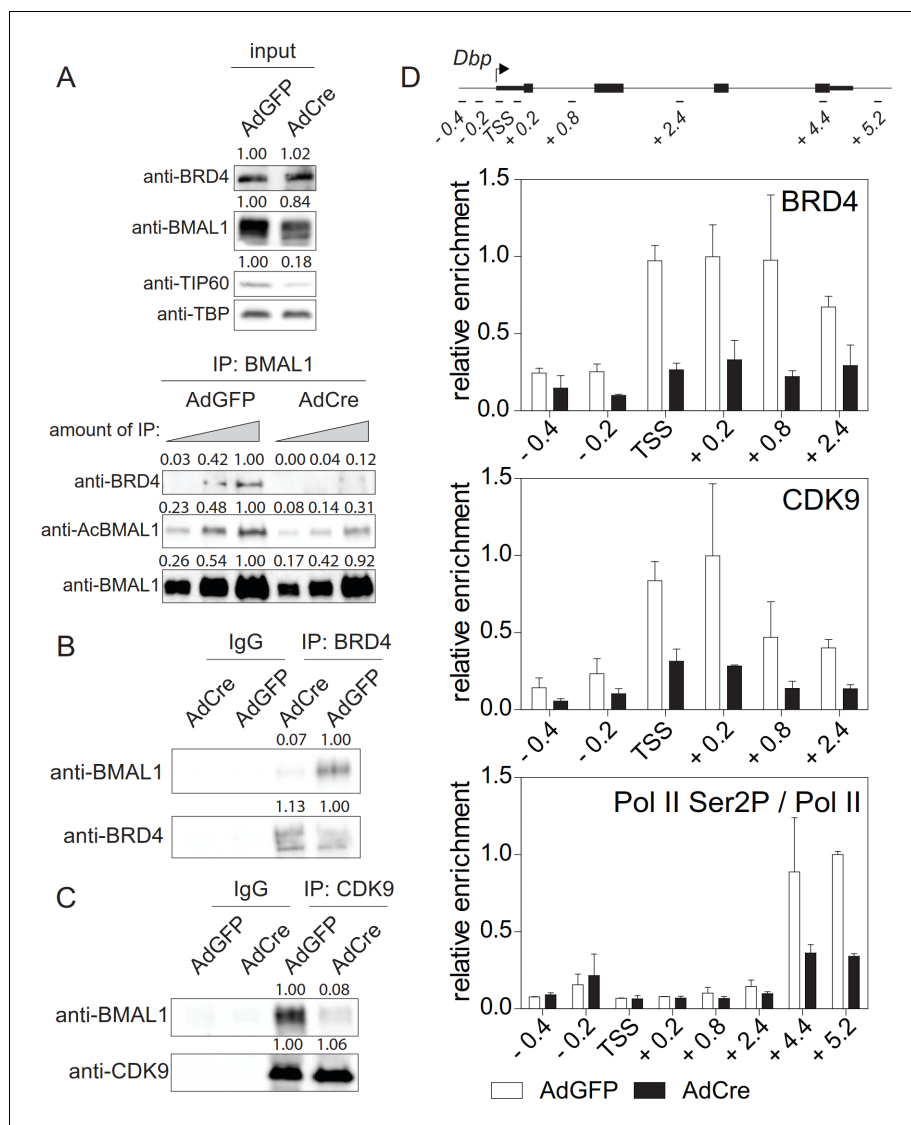 A
input
AdGFP AdCre
1.00 1.02
anti-BRD4
1.00 0.84
anti-BMAL1
1.00 0.18
anti-TIP60
anti-TBP
IP: BMAL1
AdGFP AdCre
amount of IP:
0.03 0.42 1.00 0.00 0.04 0.12
anti-BRD4
0.23 0.48 1.00 0.08 0.14 0.31
anti-AcBMAL1
0.26 0.54 1.00 0.17 0.42 0.92
anti-BMAL1
B
IgG IP: BRD4
AdCre AdGFP AdCre AdGFP
0.07 1.00
anti-BMAL1
1.13 1.00
anti-BRD4
C
IgG IP: CDK9
AdGFP AdCre AdGFP AdCre
1.00 0.08
anti-BMAL1
1.00 1.06
anti-CDK9
D
Dbp
- 0.4 - 0.2 TSS + 0.2 + 0.8 + 2.4 + 4.4 + 5.2
BRD4
relative enrichment
1.5
1.0
0.5
0.0
- 0.4 - 0.2 TSS + 0.2 + 0.8 + 2.4
CDK9
relative enrichment
1.5
1.0
0.5
0.0
- 0.4 - 0.2 TSS + 0.2 + 0.8 + 2.4
Pol II Ser2P / Pol II
relative enrichment
1.5
1.0
0.5
0.0
- 0.4 - 0.2 TSS + 0.2 + 0.8 + 2.4 + 4.4 + 5.2
AdGFP AdCre